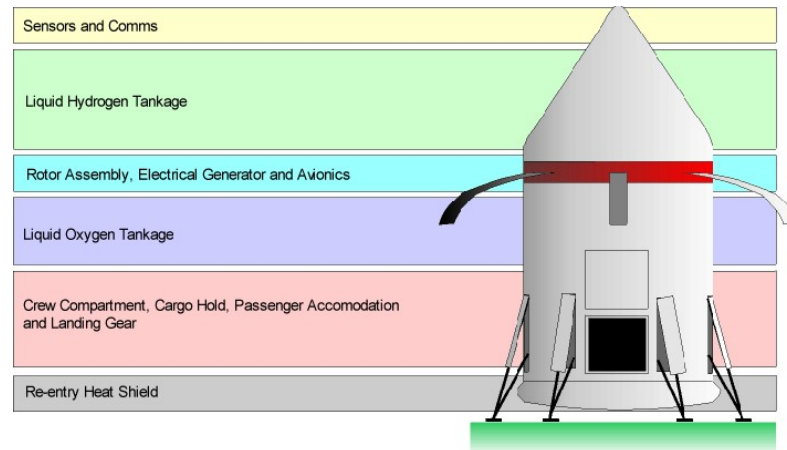 Sensors and Comms
Liquid Hydrogen Tankage
Rotor Assembly, Electrical Generator and Avionics
Liquid Oxygen Tankage
Crew Compartment, Cargo Hold, Passenger Accomodation
and Landing Gear
Re-entry Heat Shield